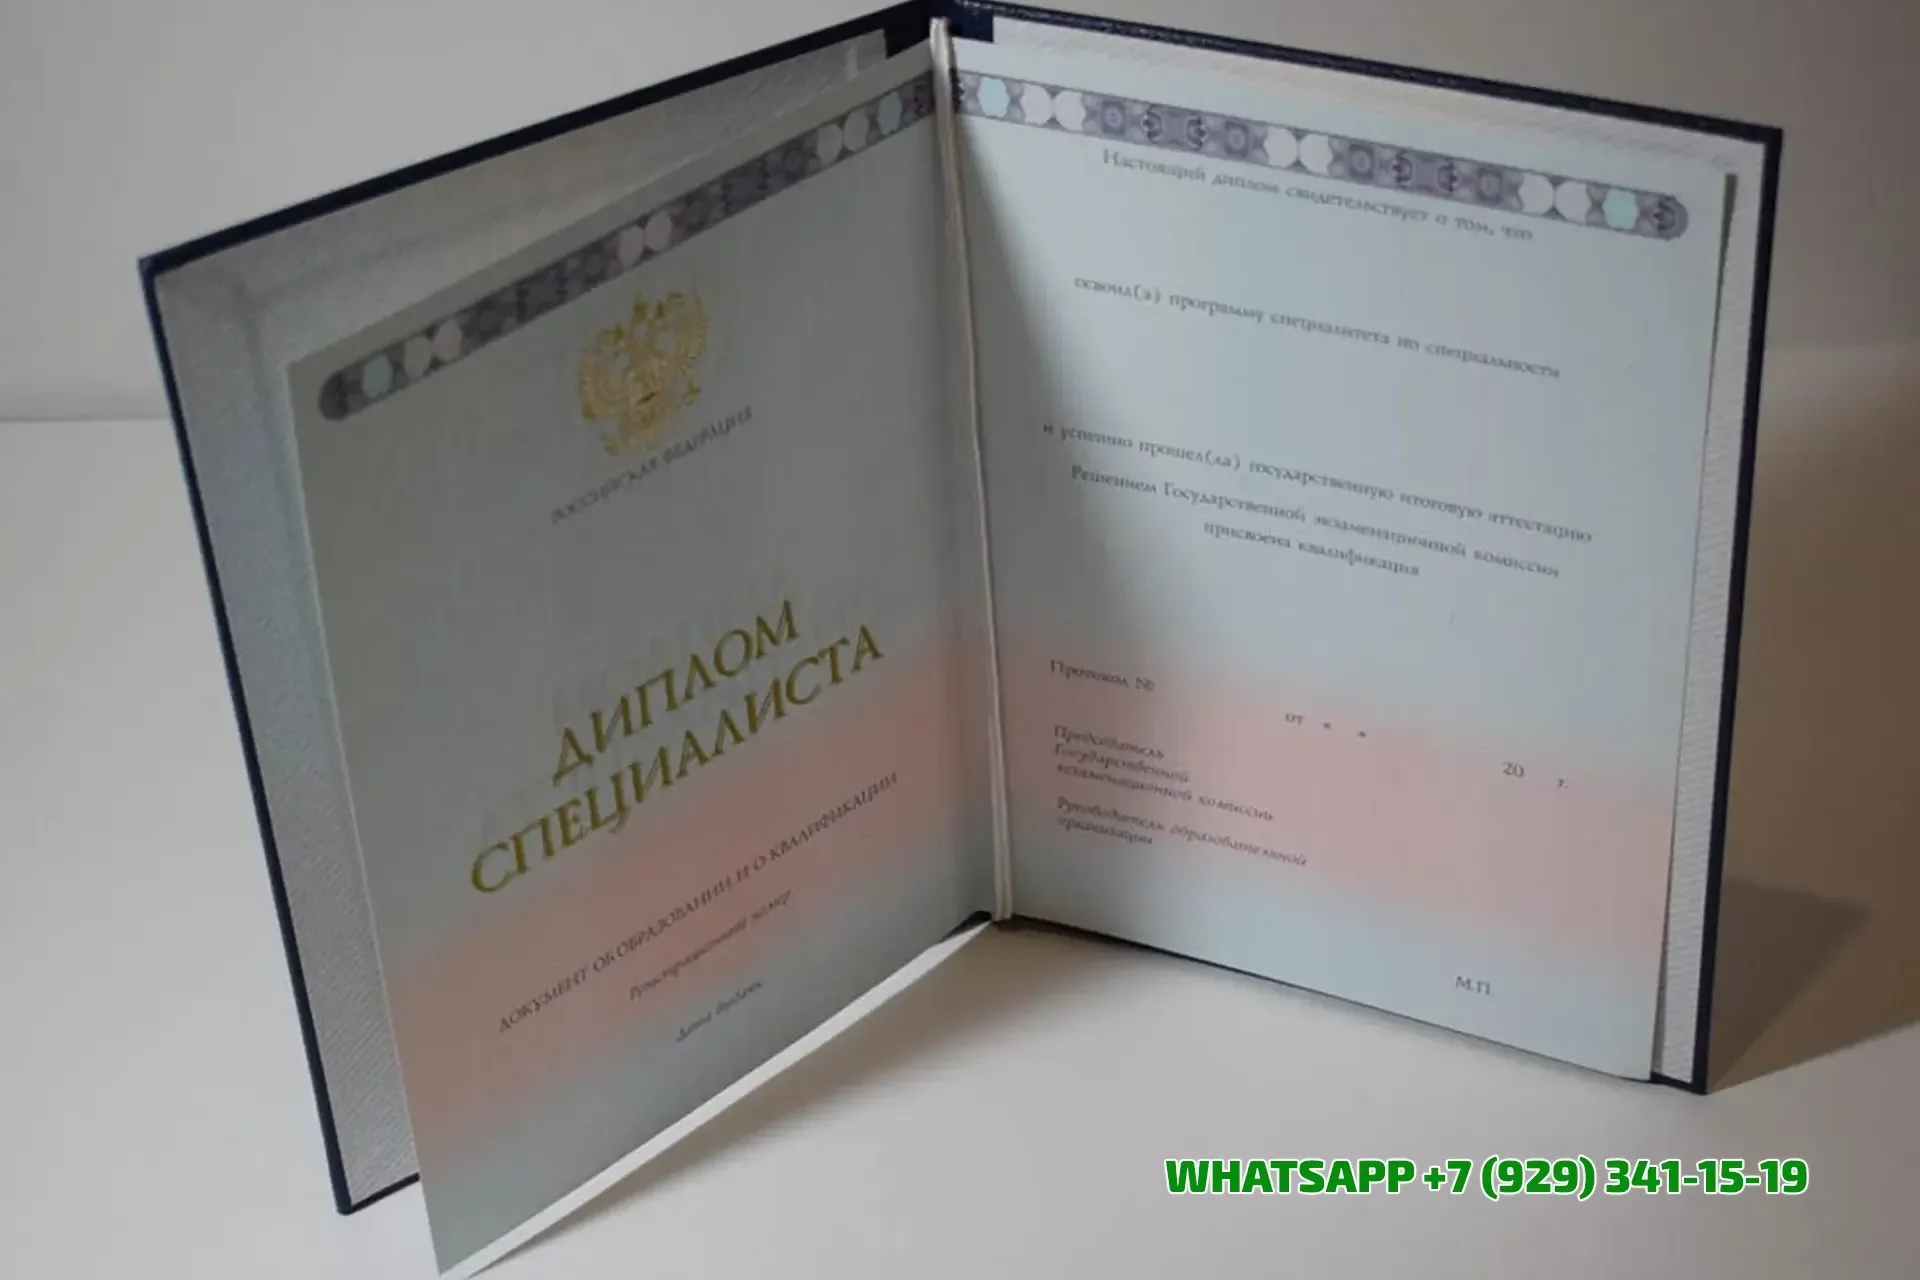 РОССИЙСКАЯ ФЕДЕРАЦИЯ
ДИПЛОМ
СПЕЦИАЛИСТА
ДОКУМЕНТ ОБ ОБРАЗОВАНИИ И О КВАЛИФИКАЦИИ
Регистрационный номер
Дата выдачи
Настоящий диплом свидетельствует о том, что
освоил(а) программу специалитета по специальности
и успешно прошел(ла) государственную итоговую аттестацию
Решением Государственной экзаменационной комиссии
присвоена квалификация
Протокол №
от « » 20 г.
Председатель
Государственной
экзаменационной комиссии
Руководитель образовательной
организации
М.П.
WHATSAPP +7 (929) 341-15-19